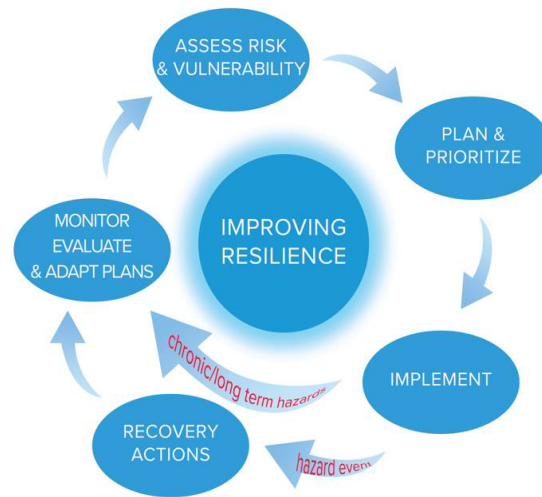 ASSESS RISK
& VULNERABILITY
PLAN &
PRIORITIZE
IMPROVING
RESILIENCE
MONITOR
EVALUATE
& ADAPT PLANS
chronic/long term hazards
IMPLEMENT
RECOVERY
ACTIONS
hazard event